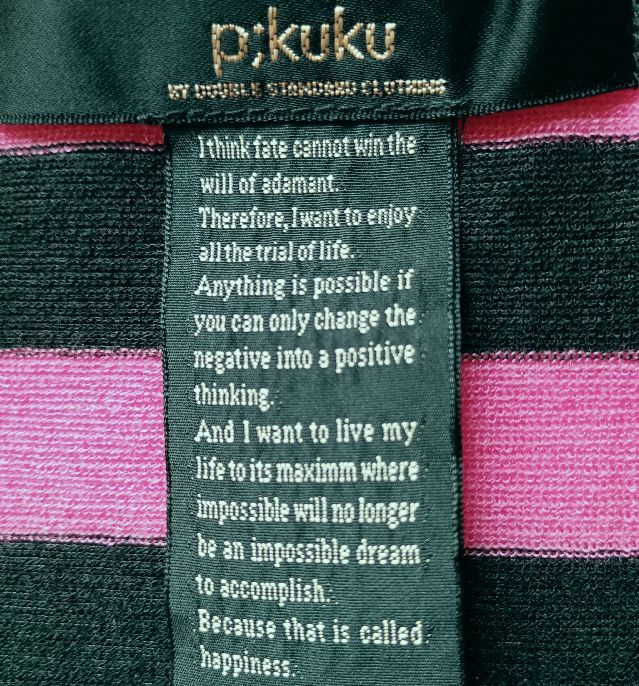 p;kuku
BY DOUBLE STANDARD CLOTHING
I think fate cannot win the
will of adamant.
Therefore, I want to enjoy
all the trial of life.
Anything is possible if
you can only change the
negative into a positive
thinking.
And I want to live my
life to its maximm where
impossible will no longer
be an impossible dream
to accomplish.
Because that is called
happiness.